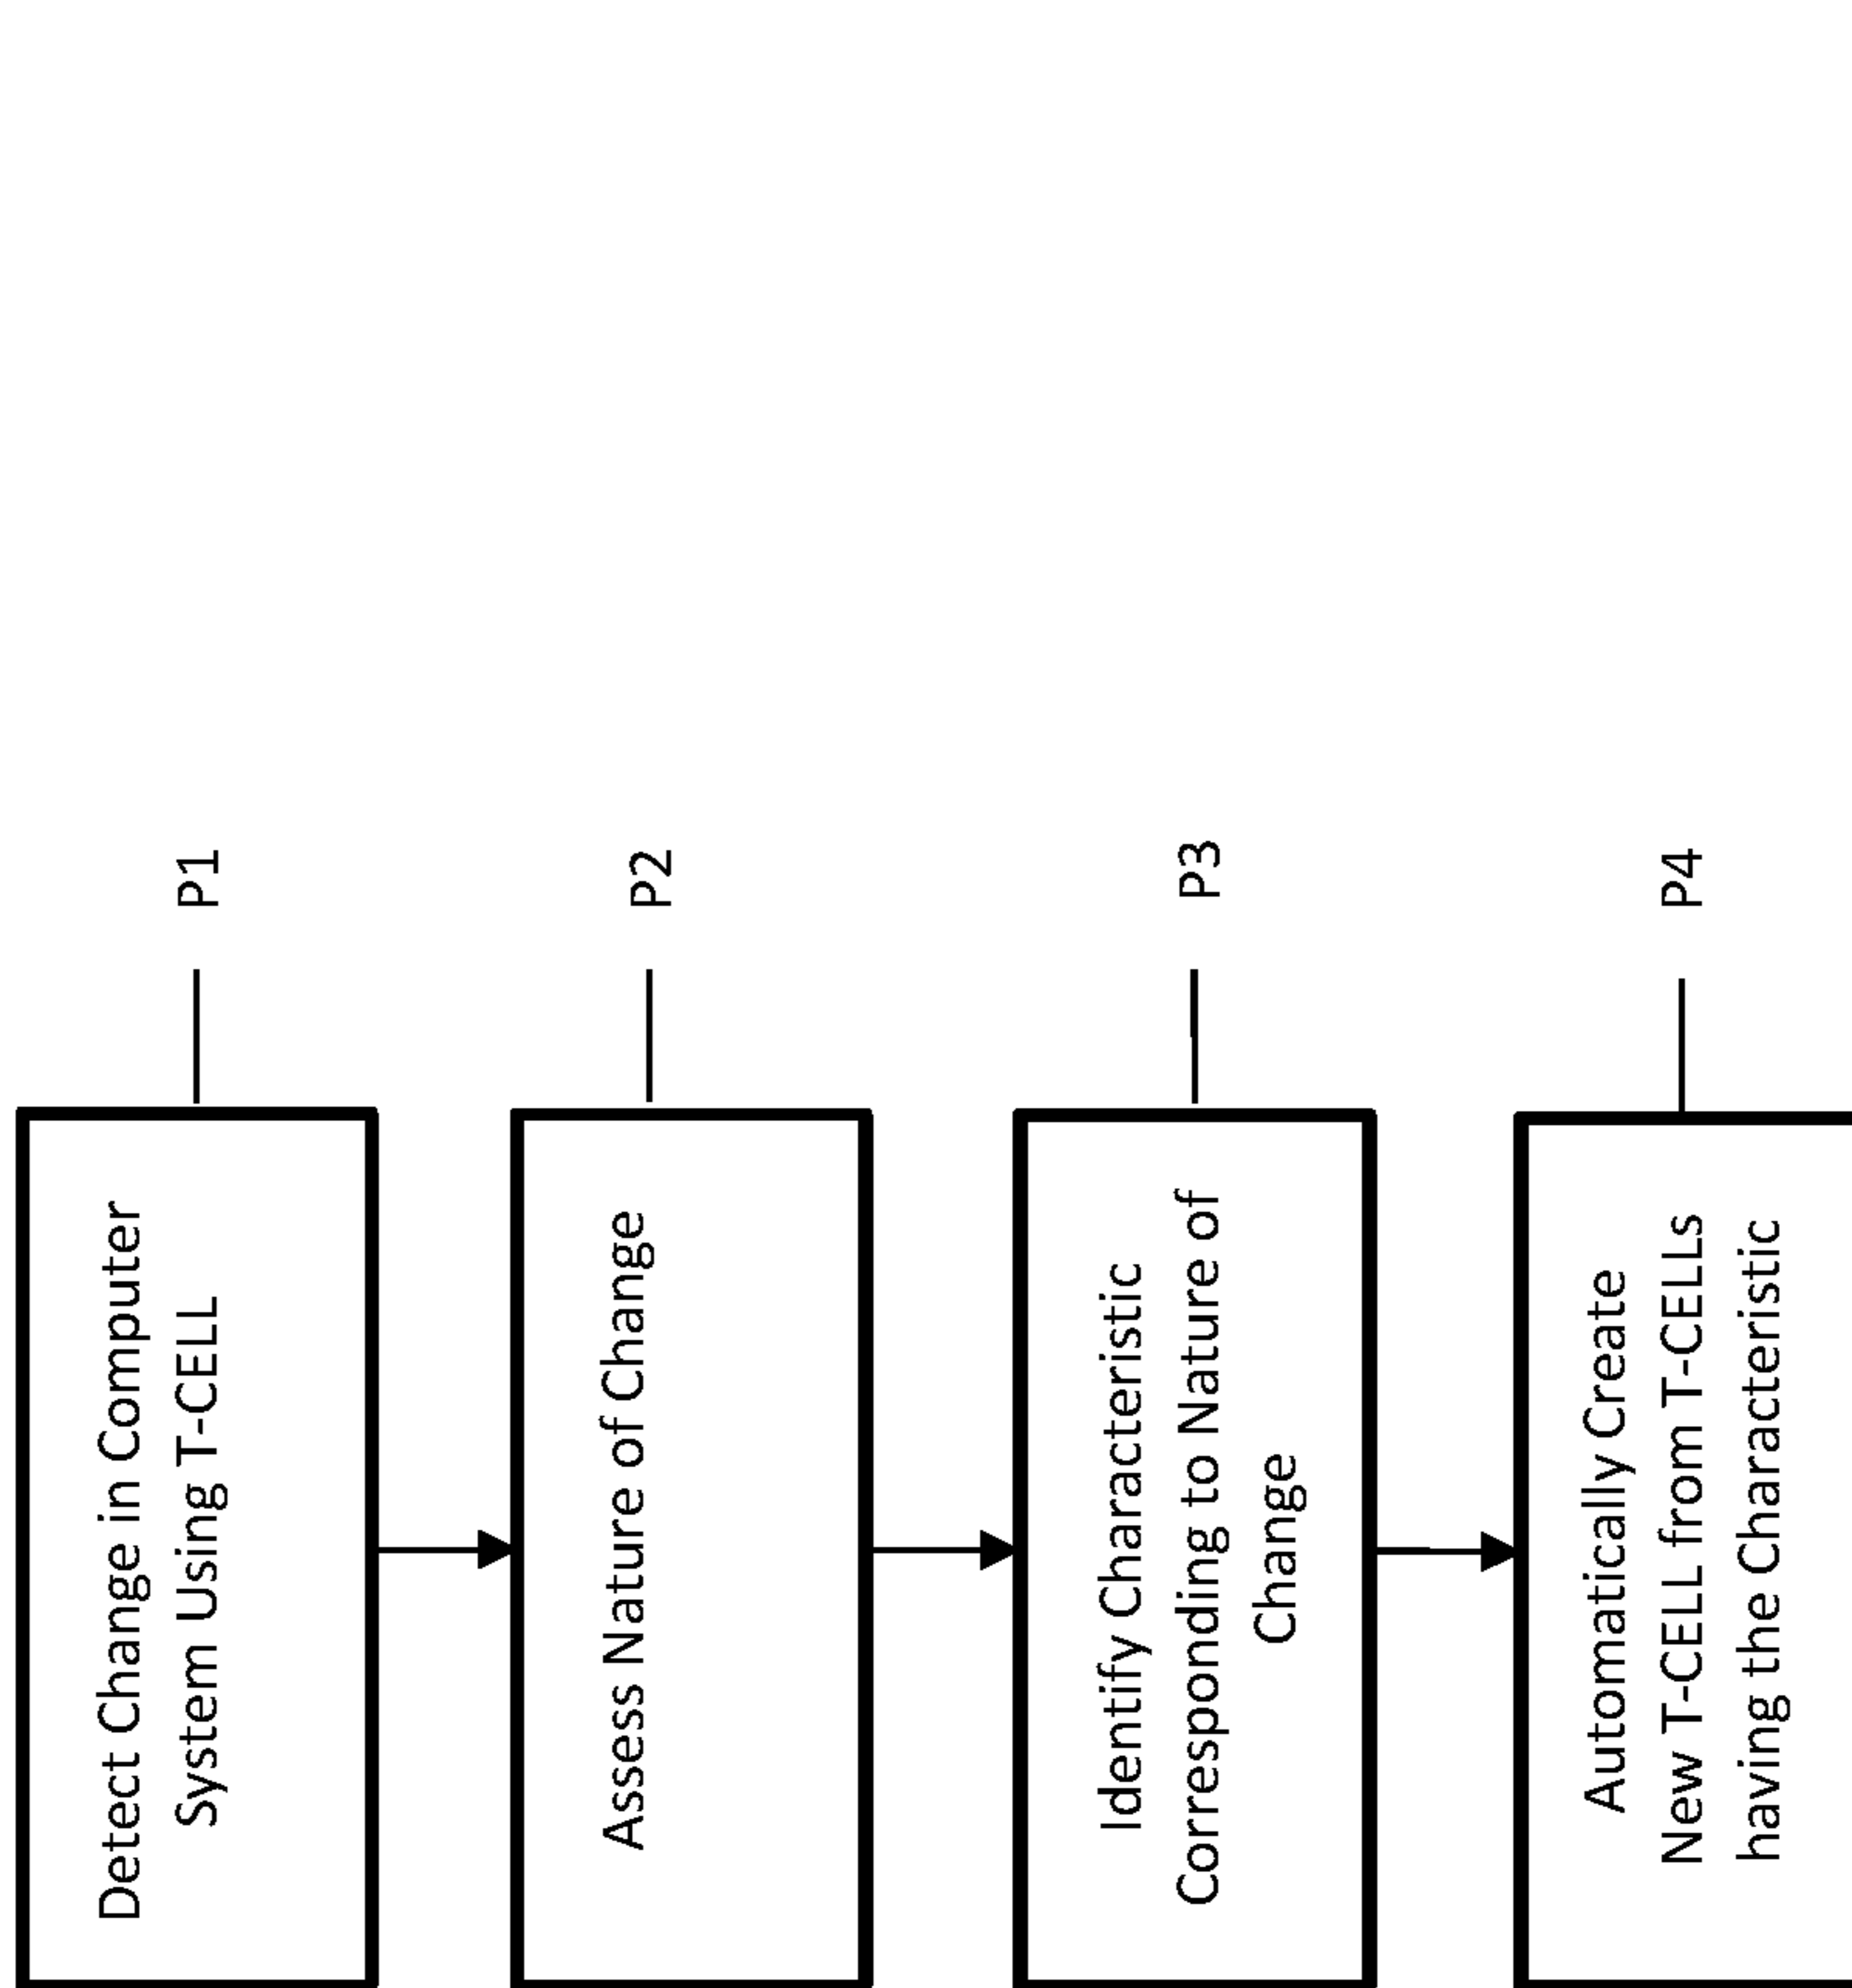 Detect Change in Computer
System Using T-CELL
P1
Assess Nature of Change
P2
Identify Characteristic
Corresponding to Nature of
Change
P3
Automatically Create
New T-CELL from T-CELLs
having the Characteristic
P4